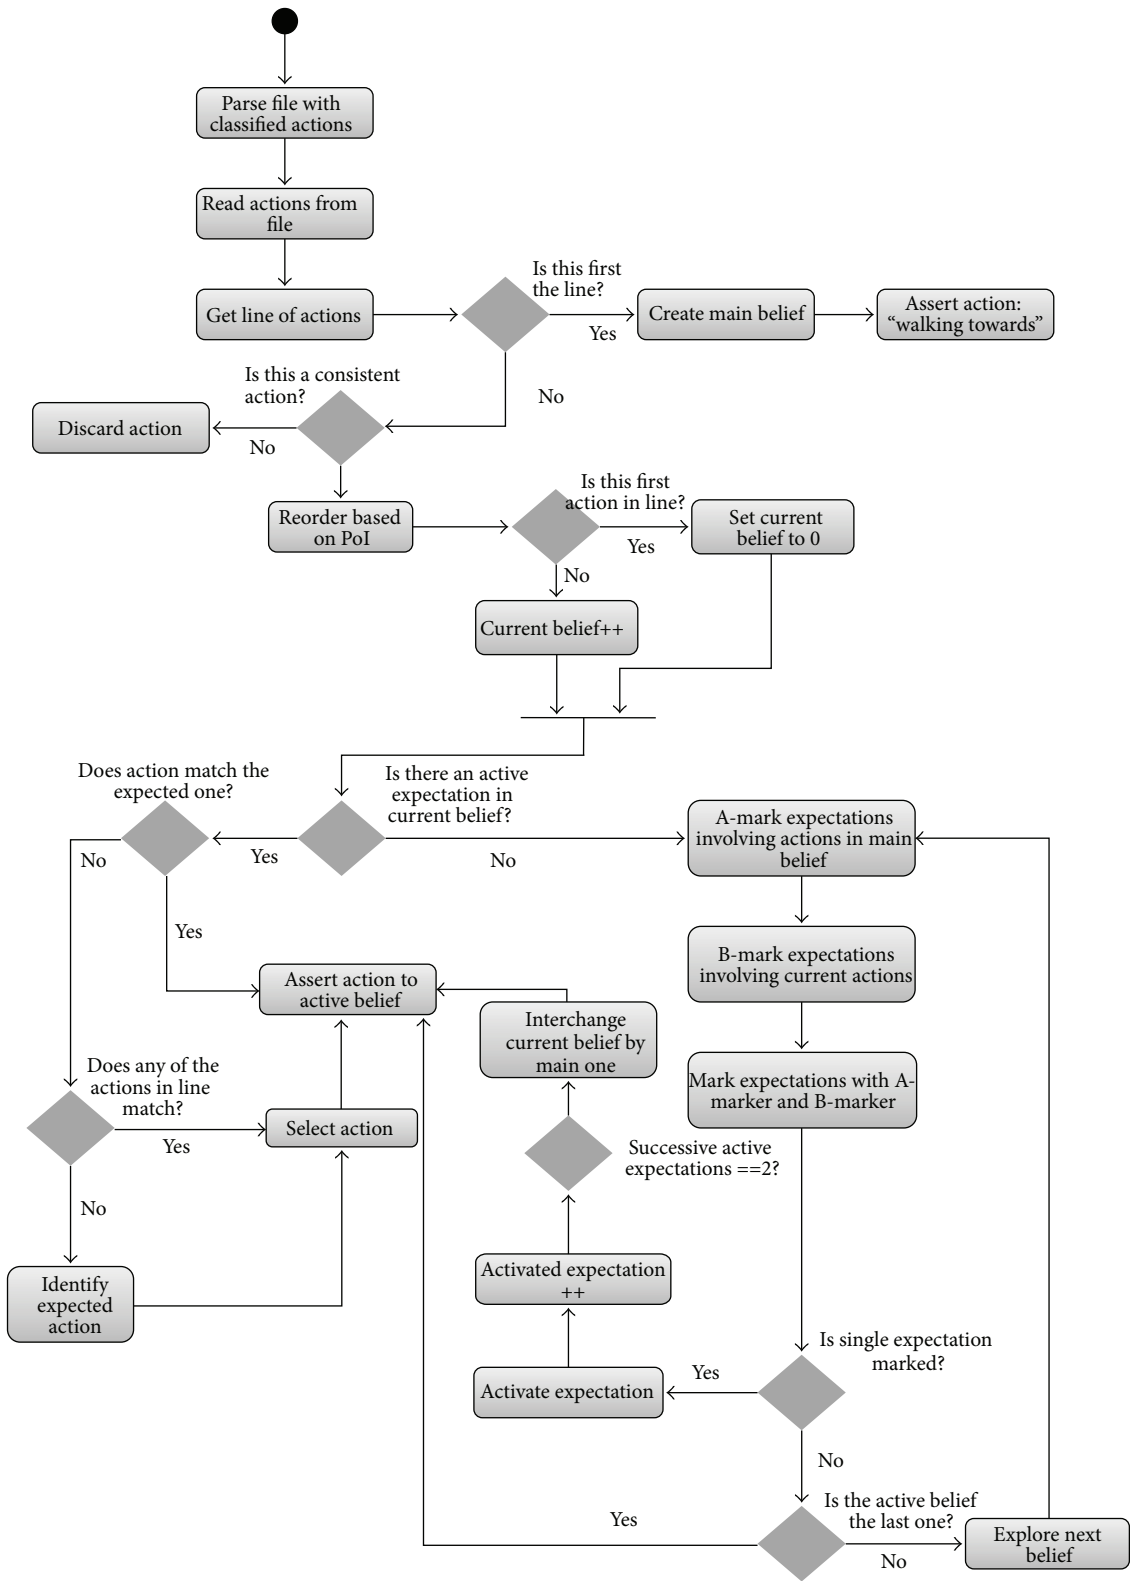 Parse file with
classified actions
Read actions from
file
Get line of actions
Is this first
the line?
Yes
Create main belief
Assert action:
“walking towards”
No
Is this a consistent
action?
No
Discard action
Reorder based
on PoI
Is this first
action in line?
Yes
Set current
belief to 0
No
Current belief++
Does action match the
expected one?
Is there an active
expectation in
current belief?
Yes
No
No
Yes
A-mark expectations
involving actions in main
belief
B-mark expectations
involving current actions
Mark expectations with A-
marker and B-marker
Assert action to
active belief
Interchange
current belief by
main one
Does any of the
actions in line
match?
Yes
Select action
Successive active
expectations ==2?
No
Identify
expected
action
Activated expectation
++
Is single expectation
marked?
Yes
Activate expectation
No
Is the active belief
the last one?
Yes
No
Explore next
belief